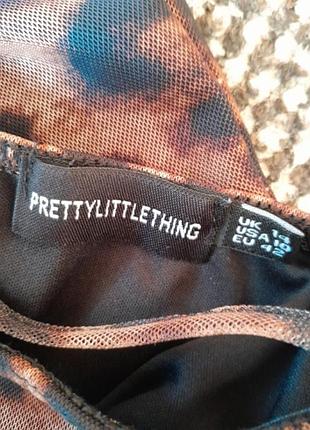 PRETTYLITTLETHING
UK 14
USA 10
EU 42